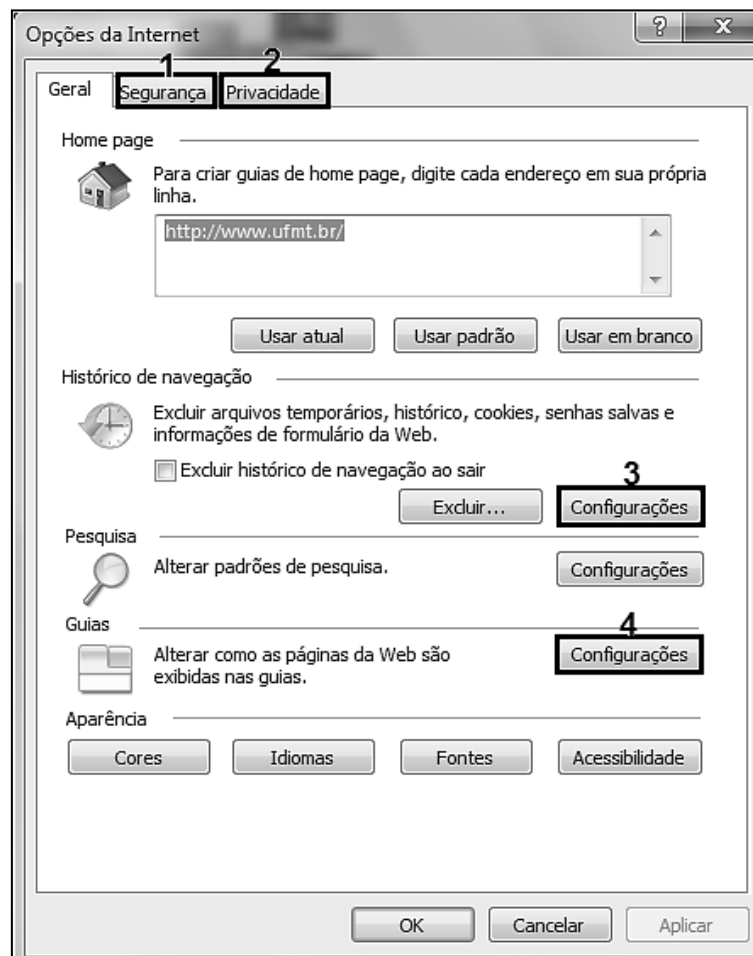 Opções da Internet
?
X
1
2
Geral
Segurança
Privacidade
Home page
Para criar guias de home page, digite cada endereço em sua própria
linha.
http://www.ufmt.br/
Usar atual
Usar padrão
Usar em branco
Histórico de navegação
Excluir arquivos temporários, histórico, cookies, senhas salvas e
informações de formulário da Web.
Excluir histórico de navegação ao sair
3
Excluir...
Configurações
Pesquisa
Alterar padrões de pesquisa.
Configurações
Guias
4
Alterar como as páginas da Web são
exibidas nas guias.
Configurações
Aparência
Cores
Idiomas
Fontes
Acessibilidade
OK
Cancelar
Aplicar